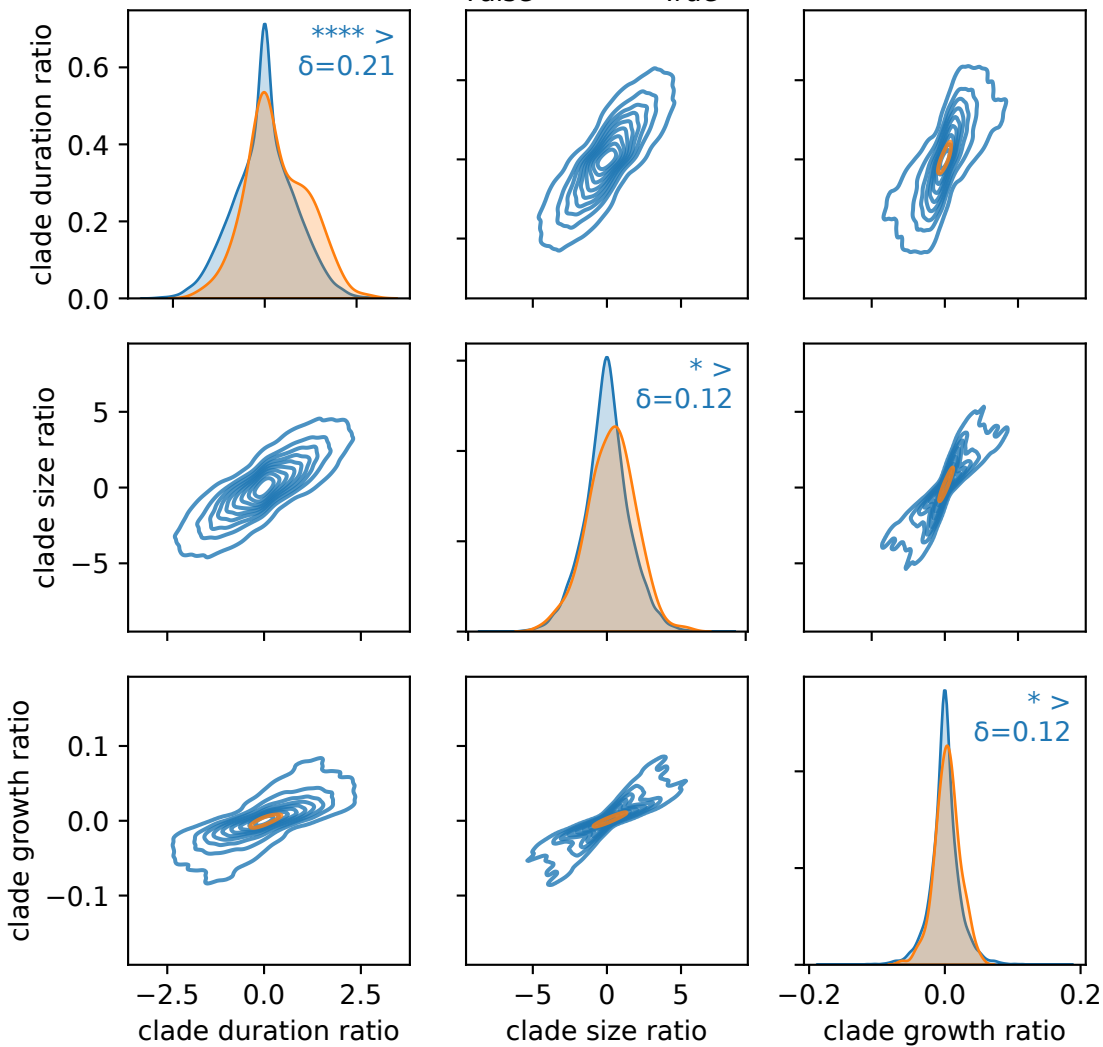 True
clade duration ratio
0.6
0.4
0.2
0.0
**** >
δ=0.21
clade size ratio
5
0
−5
* >
δ=0.12
clade growth ratio
0.1
0.0
−0.1
* >
δ=0.12
−2.5 0.0 2.5
−5 0 5
−0.2 0.0 0.2
clade duration ratio
clade size ratio
clade growth ratio